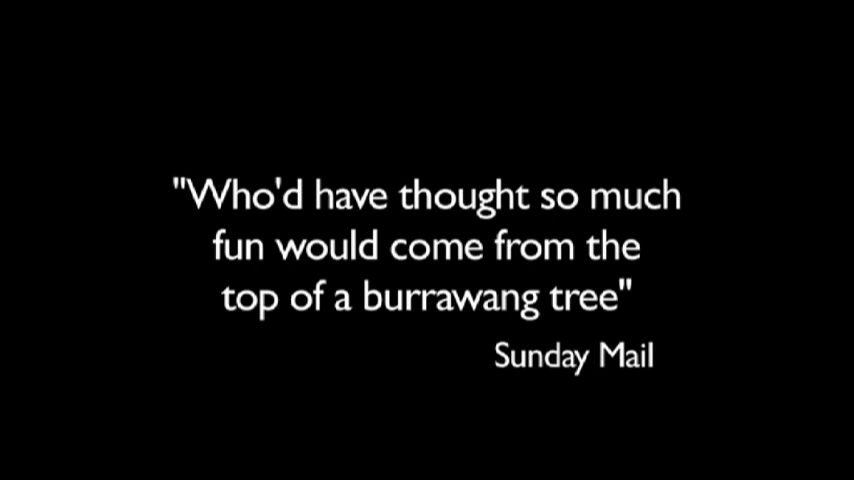 "Who'd have thought so much
fun would come from the
top of a burrawang tree"
Sunday Mail